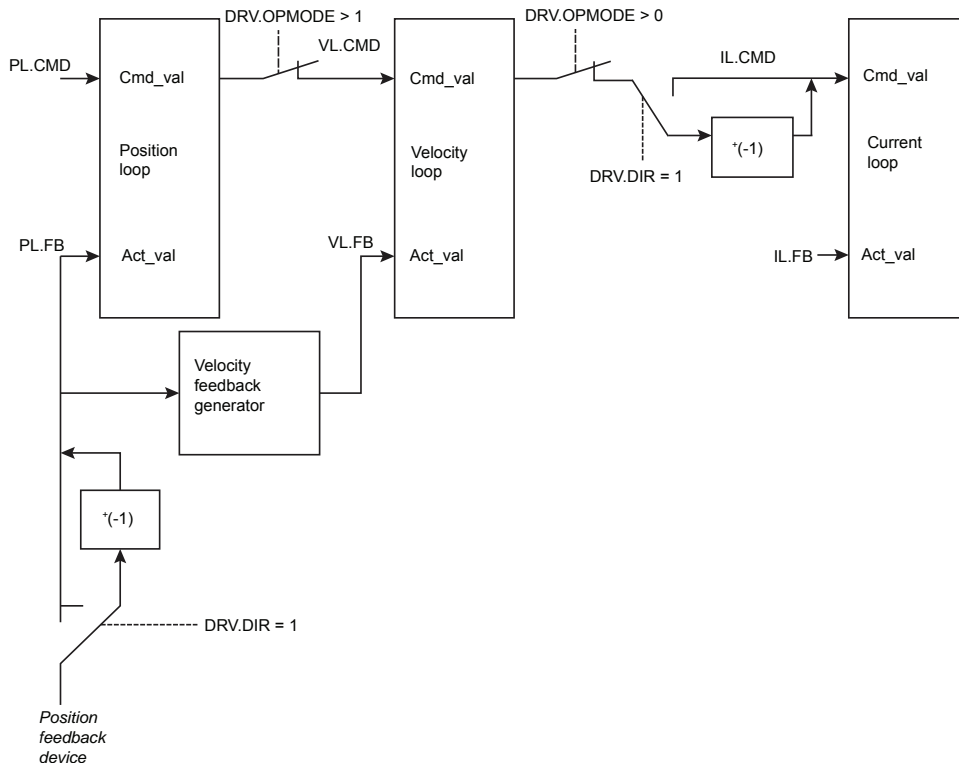 DRV.OPMODE > 1
DRV.OPMODE > 0
VL.CMD
PL.CMD
IL.CMD
Cmd_val
Cmd_val
Cmd_val
Position
loop
Velocity
loop
+(-1)
Current
loop
DRV.DIR = 1
PL.FB
VL.FB
Act_val
Act_val
IL.FB
Act_val
Velocity
feedback
generator
+(-1)
DRV.DIR = 1
Position
feedback
device